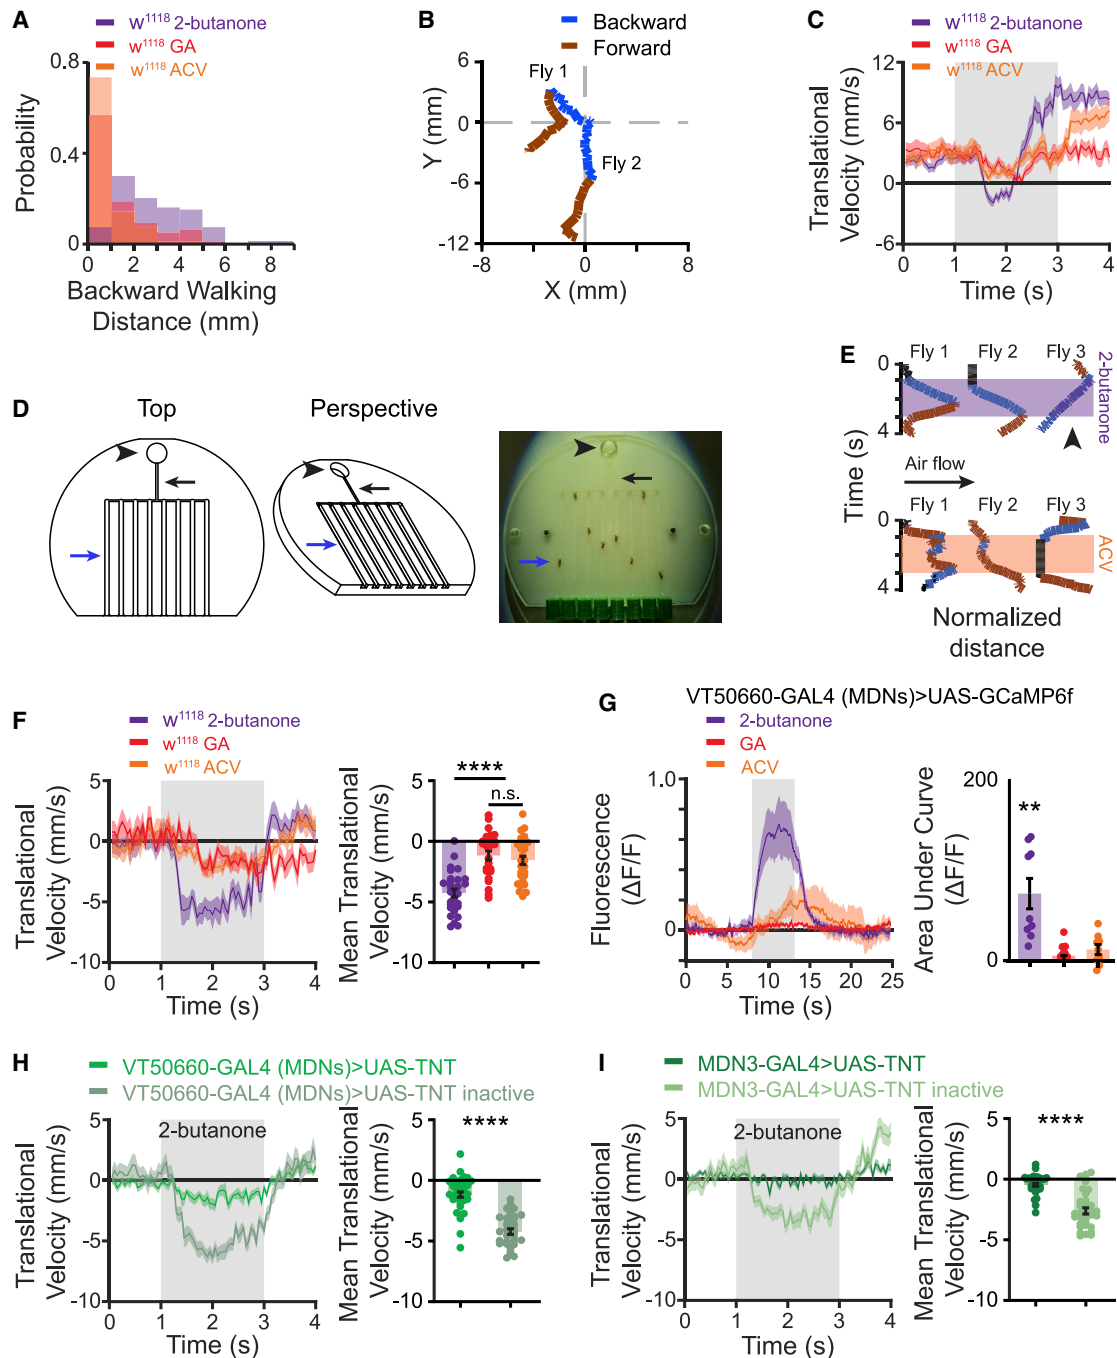 A
w1118 2-butanone
w1118 GA
w1118 ACV
Probability
0.8
0.4
0
0 2 4 6 8
Backward Walking
Distance (mm)
B
Backward
Forward
Y (mm)
6
0
-6
-12
Fly 1
Fly 2
-8 0 8
X (mm)
C
w1118 2-butanone
w1118 GA
w1118 ACV
Translational
Velocity (mm/s)
12
6
0
-6
0 1 2 3 4
Time (s)
D
Top
Perspective
E
Fly 1 Fly 2 Fly 3
0
4
2-butanone
Time (s)
Air flow
Fly 1 Fly 2 Fly 3
0
4
ACV
Normalized
distance
F
w1118 2-butanone
w1118 GA
w1118 ACV
Translational
Velocity (mm/s)
5
0
-5
-10
0 1 2 3 4
Time (s)
Mean Translational
Velocity (mm/s)
5
0
-5
-10
****
n.s.
G
VT50660-GAL4 (MDNs)>UAS-GCaMP6f
2-butanone
GA
ACV
Fluorescence
(ΔF/F)
1.0
0
0 5 10 15 20 25
Time (s)
Area Under Curve
(ΔF/F)
200
0
**
H
VT50660-GAL4 (MDNs)>UAS-TNT
VT50660-GAL4 (MDNs)>UAS-TNT inactive
Translational
Velocity (mm/s)
5
0
-5
-10
2-butanone
0 1 2 3 4
Time (s)
Mean Translational
Velocity (mm/s)
5
0
-5
-10
****
I
MDN3-GAL4>UAS-TNT
MDN3-GAL4>UAS-TNT inactive
Translational
Velocity (mm/s)
5
0
-5
-10
2-butanone
0 1 2 3 4
Time (s)
Mean Translational
Velocity (mm/s)
5
0
-5
-10
****